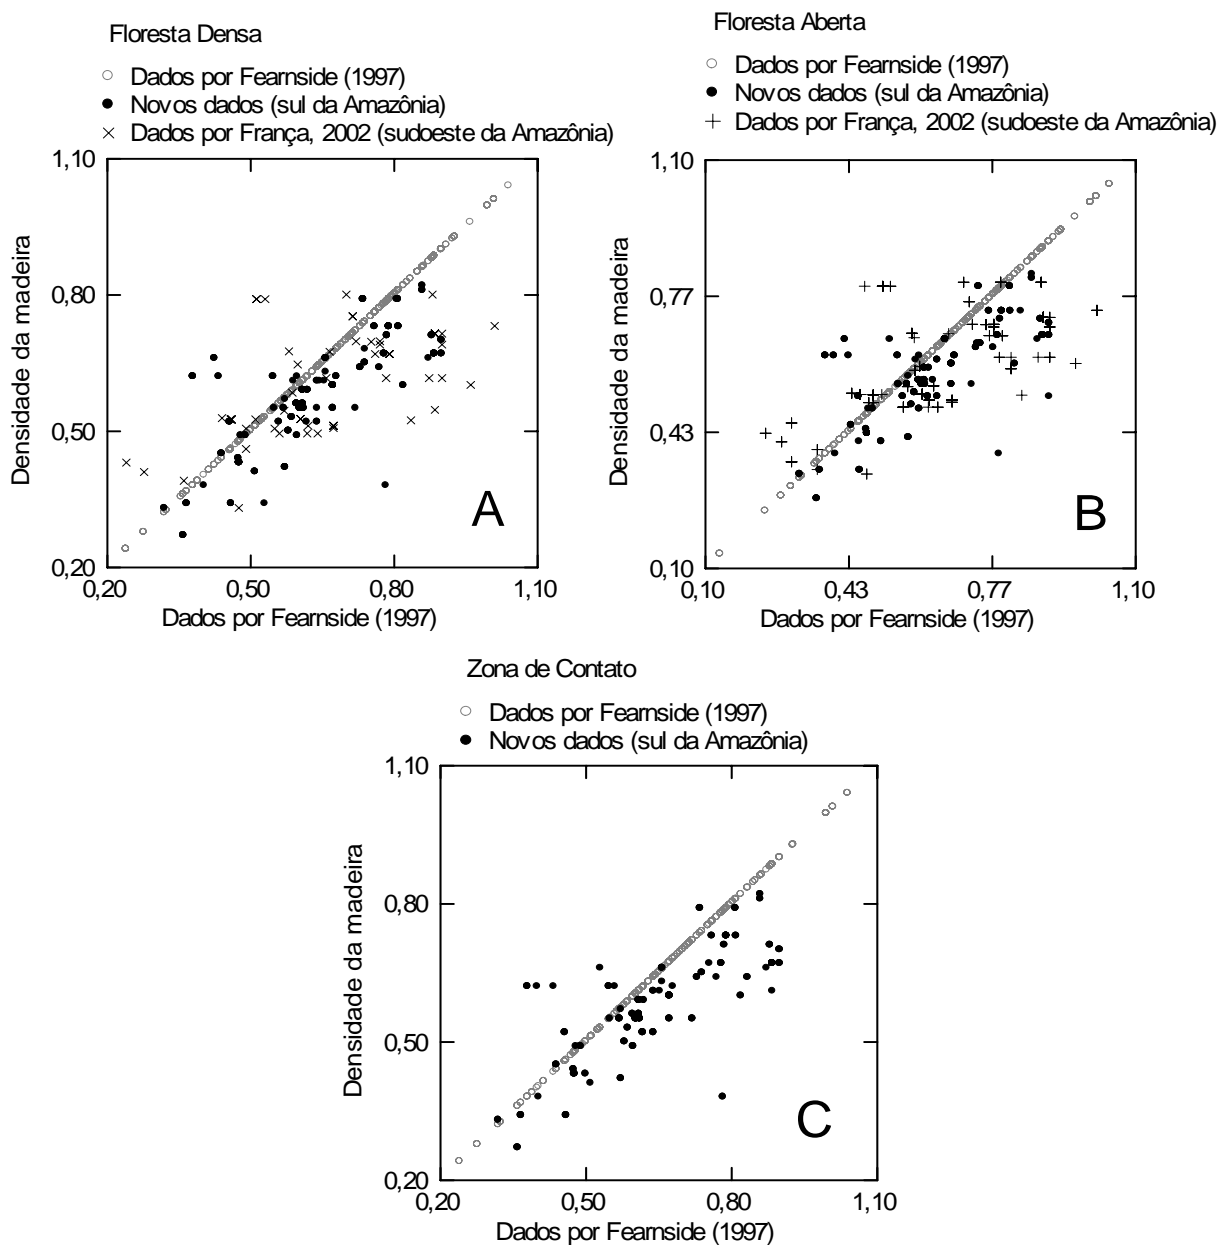 Floresta Densa
Dados por Fearnside (1997)
Novos dados (sul da Amazônia)
Dados por França, 2002 (sudoeste da Amazônia)
1,10
0,80
0,50
0,20
Densidade da madeira
A
0,20 0,50 0,80 1,10
Dados por Fearnside (1997)
Floresta Aberta
Dados por Fearnside (1997)
Novos dados (sul da Amazônia)
Dados por França, 2002 (sudoeste da Amazônia)
1,10
0,77
0,43
0,10
Densidade da madeira
B
0,10 0,43 0,77 1,10
Dados por Fearnside (1997)
Zona de Contato
Dados por Fearnside (1997)
Novos dados (sul da Amazônia)
1,10
0,80
0,50
0,20
Densidade da madeira
C
0,20 0,50 0,80 1,10
Dados por Fearnside (1997)